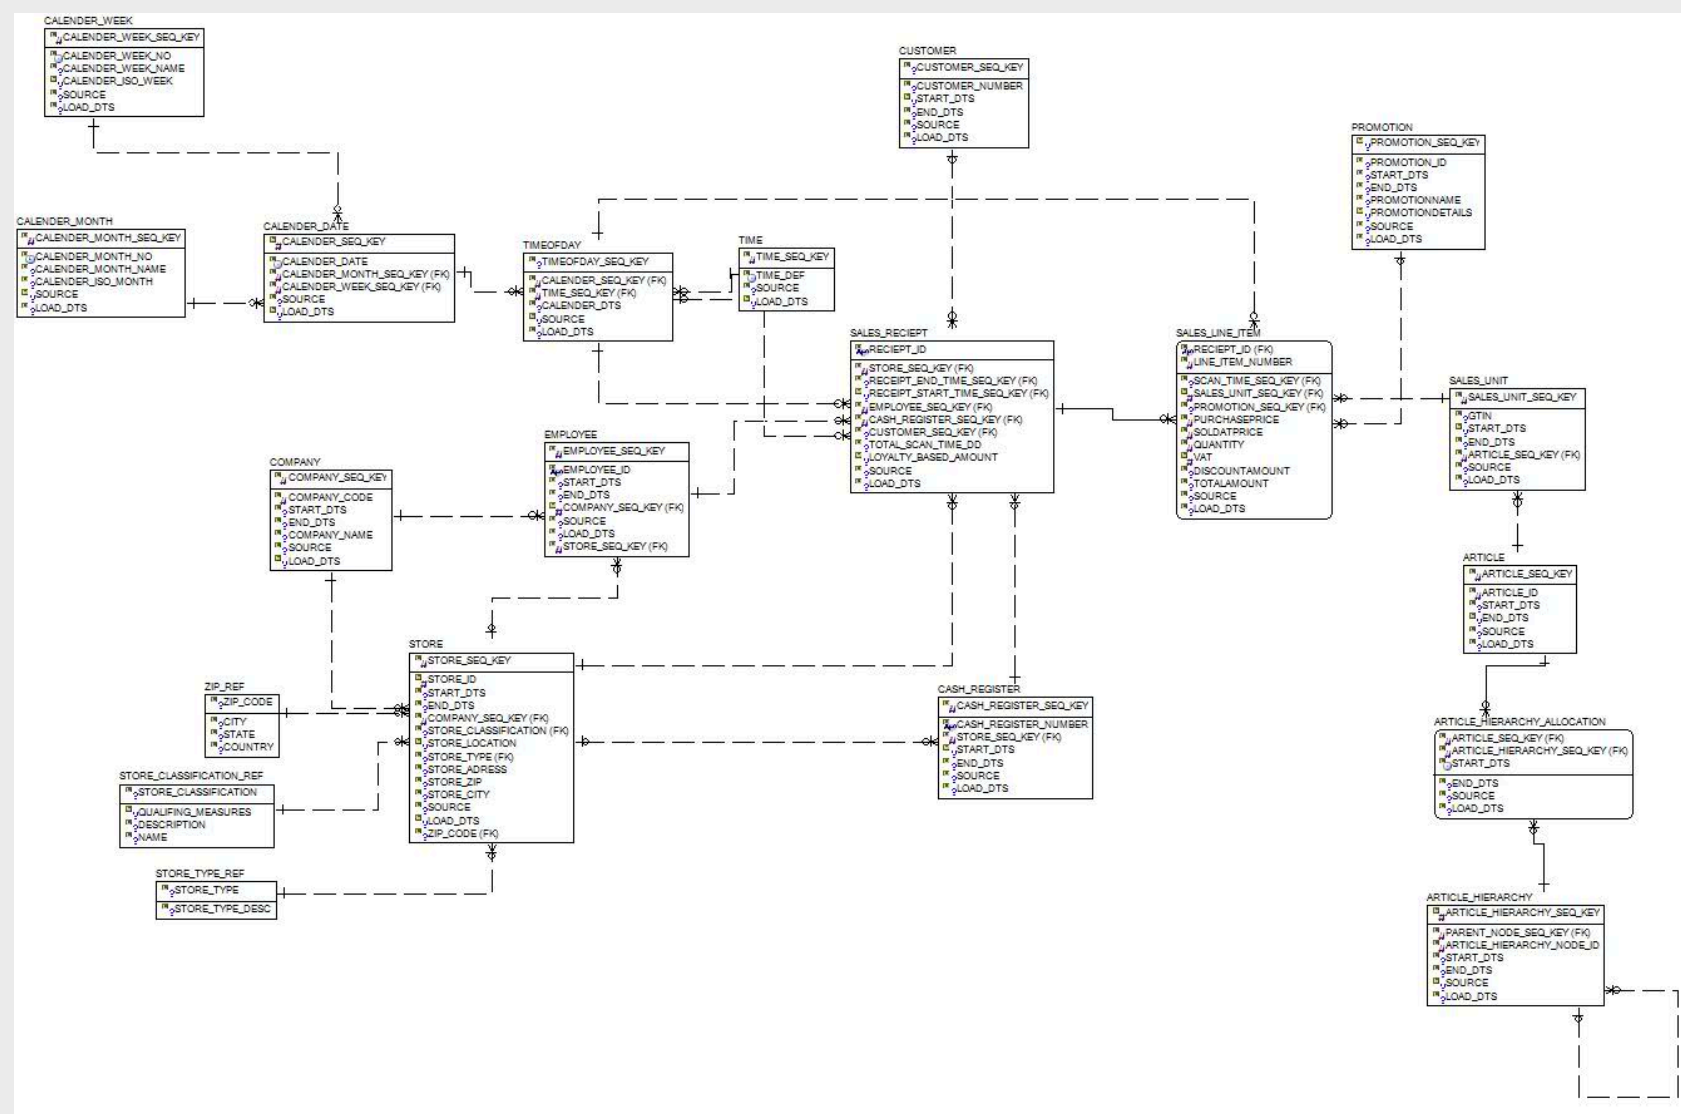 CALENDER_WEEK
CALENDER_WEEK_SEQ_KEY
CALENDER_WEEK_NO
CALENDER_WEEK_NAME
CALENDER_ISO_WEEK
SOURCE
LOAD_DTS
CUSTOMER
CUSTOMER_SEQ_KEY
CUSTOMER_NUMBER
START_DTS
END_DTS
SOURCE
LOAD_DTS
PROMOTION
PROMOTION_SEQ_KEY
PROMOTION_ID
START_DTS
END_DTS
PROMOTIONNAME
PROMOTIONDETAILS
SOURCE
LOAD_DTS
CALENDER_MONTH
CALENDER_MONTH_SEQ_KEY
CALENDER_MONTH_NO
CALENDER_MONTH_NAME
CALENDER_ISO_MONTH
SOURCE
LOAD_DTS
CALENDER_DATE
CALENDER_SEQ_KEY
CALENDER_DATE
CALENDER_MONTH_SEQ_KEY (FK)
CALENDER_WEEK_SEQ_KEY (FK)
SOURCE
LOAD_DTS
TIMEOFDAY
TIMEOFDAY_SEQ_KEY
CALENDER_SEQ_KEY (FK)
TIME_SEQ_KEY (FK)
CALENDER_DTS
SOURCE
LOAD_DTS
TIME
TIME_SEQ_KEY
TIME_DEF
SOURCE
LOAD_DTS
SALES_RECIEPT
RECIEPT_ID
STORE_SEQ_KEY (FK)
RECEIPT_END_TIME_SEQ_KEY (FK)
RECEIPT_START_TIME_SEQ_KEY (FK)
EMPLOYEE_SEQ_KEY (FK)
CASH_REGISTER_SEQ_KEY (FK)
CUSTOMER_SEQ_KEY (FK)
TOTAL_SCAN_TIME_DD
LOYALTY_BASED_AMOUNT
SOURCE
LOAD_DTS
SALES_LINE_ITEM
RECIEPT_ID (FK)
LINE_ITEM_NUMBER
SCAN_TIME_SEQ_KEY (FK)
SALES_UNIT_SEQ_KEY (FK)
PROMOTION_SEQ_KEY (FK)
PURCHASEPRICE
SOLDATPRICE
QUANTITY
VAT
DISCOUNTAMOUNT
TOTALAMOUNT
SOURCE
LOAD_DTS
SALES_UNIT
SALES_UNIT_SEQ_KEY
GTIN
START_DTS
END_DTS
ARTICLE_SEQ_KEY (FK)
SOURCE
LOAD_DTS
EMPLOYEE
EMPLOYEE_SEQ_KEY
EMPLOYEE_ID
START_DTS
END_DTS
COMPANY_SEQ_KEY (FK)
SOURCE
LOAD_DTS
STORE_SEQ_KEY (FK)
COMPANY
COMPANY_SEQ_KEY
COMPANY_CODE
START_DTS
END_DTS
COMPANY_NAME
SOURCE
LOAD_DTS
ARTICLE
ARTICLE_SEQ_KEY
ARTICLE_ID
START_DTS
END_DTS
SOURCE
LOAD_DTS
STORE
STORE_SEQ_KEY
STORE_ID
START_DTS
END_DTS
COMPANY_SEQ_KEY (FK)
STORE_CLASSIFICATION (FK)
STORE_LOCATION
STORE_TYPE (FK)
STORE_ADRESS
STORE_ZIP
STORE_CITY
SOURCE
LOAD_DTS
ZIP_CODE (FK)
ZIP_REF
ZIP_CODE
CITY
STATE
COUNTRY
CASH_REGISTER
CASH_REGISTER_SEQ_KEY
CASH_REGISTER_NUMBER
STORE_SEQ_KEY (FK)
START_DTS
END_DTS
SOURCE
LOAD_DTS
ARTICLE_HIERARCHY_ALLOCATION
ARTICLE_SEQ_KEY (FK)
ARTICLE_HIERARCHY_SEQ_KEY (FK)
START_DTS
END_DTS
SOURCE
LOAD_DTS
STORE_CLASSIFICATION_REF
STORE_CLASSIFICATION
QUALIFING_MEASURES
DESCRIPTION
NAME
STORE_TYPE_REF
STORE_TYPE
STORE_TYPE_DESC
ARTICLE_HIERARCHY
ARTICLE_HIERARCHY_SEQ_KEY
PARENT_NODE_SEQ_KEY (FK)
ARTICLE_HIERARCHY_NODE_ID
START_DTS
END_DTS
SOURCE
LOAD_DTS